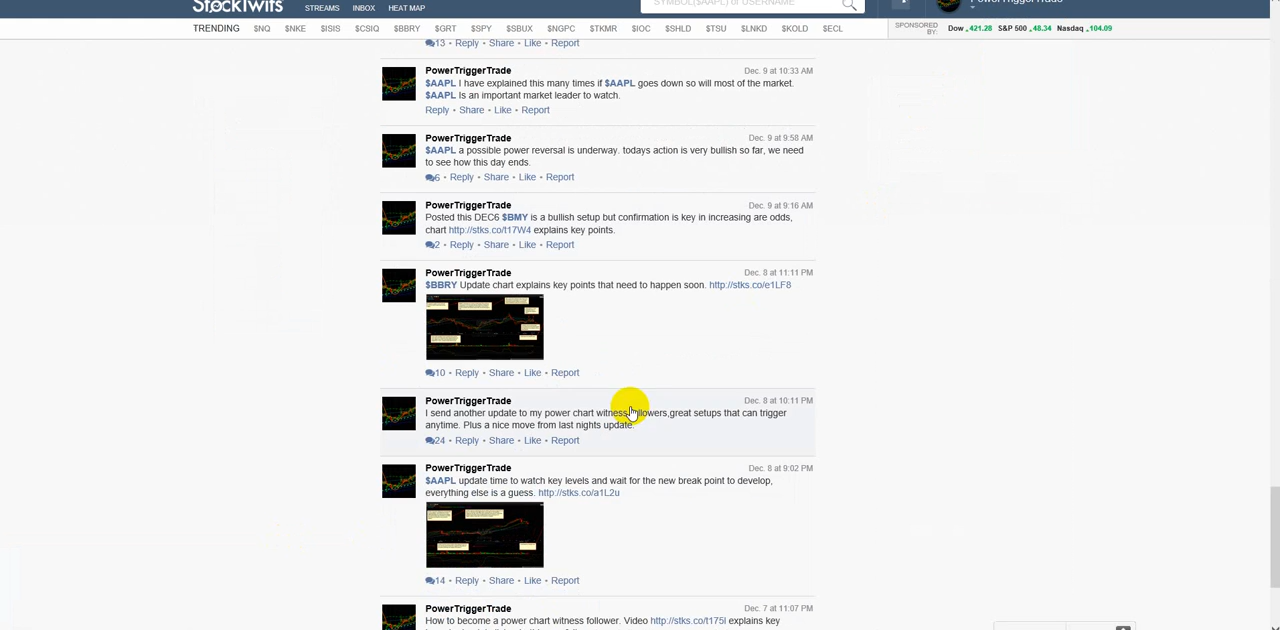 StockTwits STREAMS INBOX HEAT MAP SYMBOL($AAPL) or USERNAME PowerTriggerTrade
TRENDING $NQ $NKE $ISIS $CSIQ $BBRY $GRT $SPY $SBUX $NGPC $TKMR $IOC $SHLD $TSU $LNKD $KOLD $ECL SPONSORED BY: Dow 421.28 S&P 500 48.34 Nasdaq 104.09
13 • Reply • Share • Like • Report
PowerTriggerTrade Dec. 9 at 10:33 AM
$AAPL I have explained this many times if $AAPL goes down so will most of the market.
$AAPL Is an important market leader to watch.
Reply • Share • Like • Report
PowerTriggerTrade Dec. 9 at 9:58 AM
$AAPL a possible power reversal is underway. todays action is very bullish so far, we need
to see how this day ends.
6 • Reply • Share • Like • Report
PowerTriggerTrade Dec. 9 at 9:16 AM
Posted this DEC6 $BMY is a bullish setup but confirmation is key in increasing are odds,
chart http://stks.co/t17W4 explains key points.
2 • Reply • Share • Like • Report
PowerTriggerTrade Dec. 8 at 11:11 PM
$BBRY Update chart explains key points that need to happen soon. http://stks.co/e1LF8
10 • Reply • Share • Like • Report
PowerTriggerTrade Dec. 8 at 10:11 PM
I send another update to my power chart witness followers,great setups that can trigger
anytime. Plus a nice move from last nights update.
24 • Reply • Share • Like • Report
PowerTriggerTrade Dec. 8 at 9:02 PM
$AAPL update time to watch key levels and wait for the new break point to develop,
everything else is a guess. http://stks.co/a1L2u
14 • Reply • Share • Like • Report
PowerTriggerTrade Dec. 7 at 11:07 PM
How to become a power chart witness follower. Video http://stks.co/t175I explains key